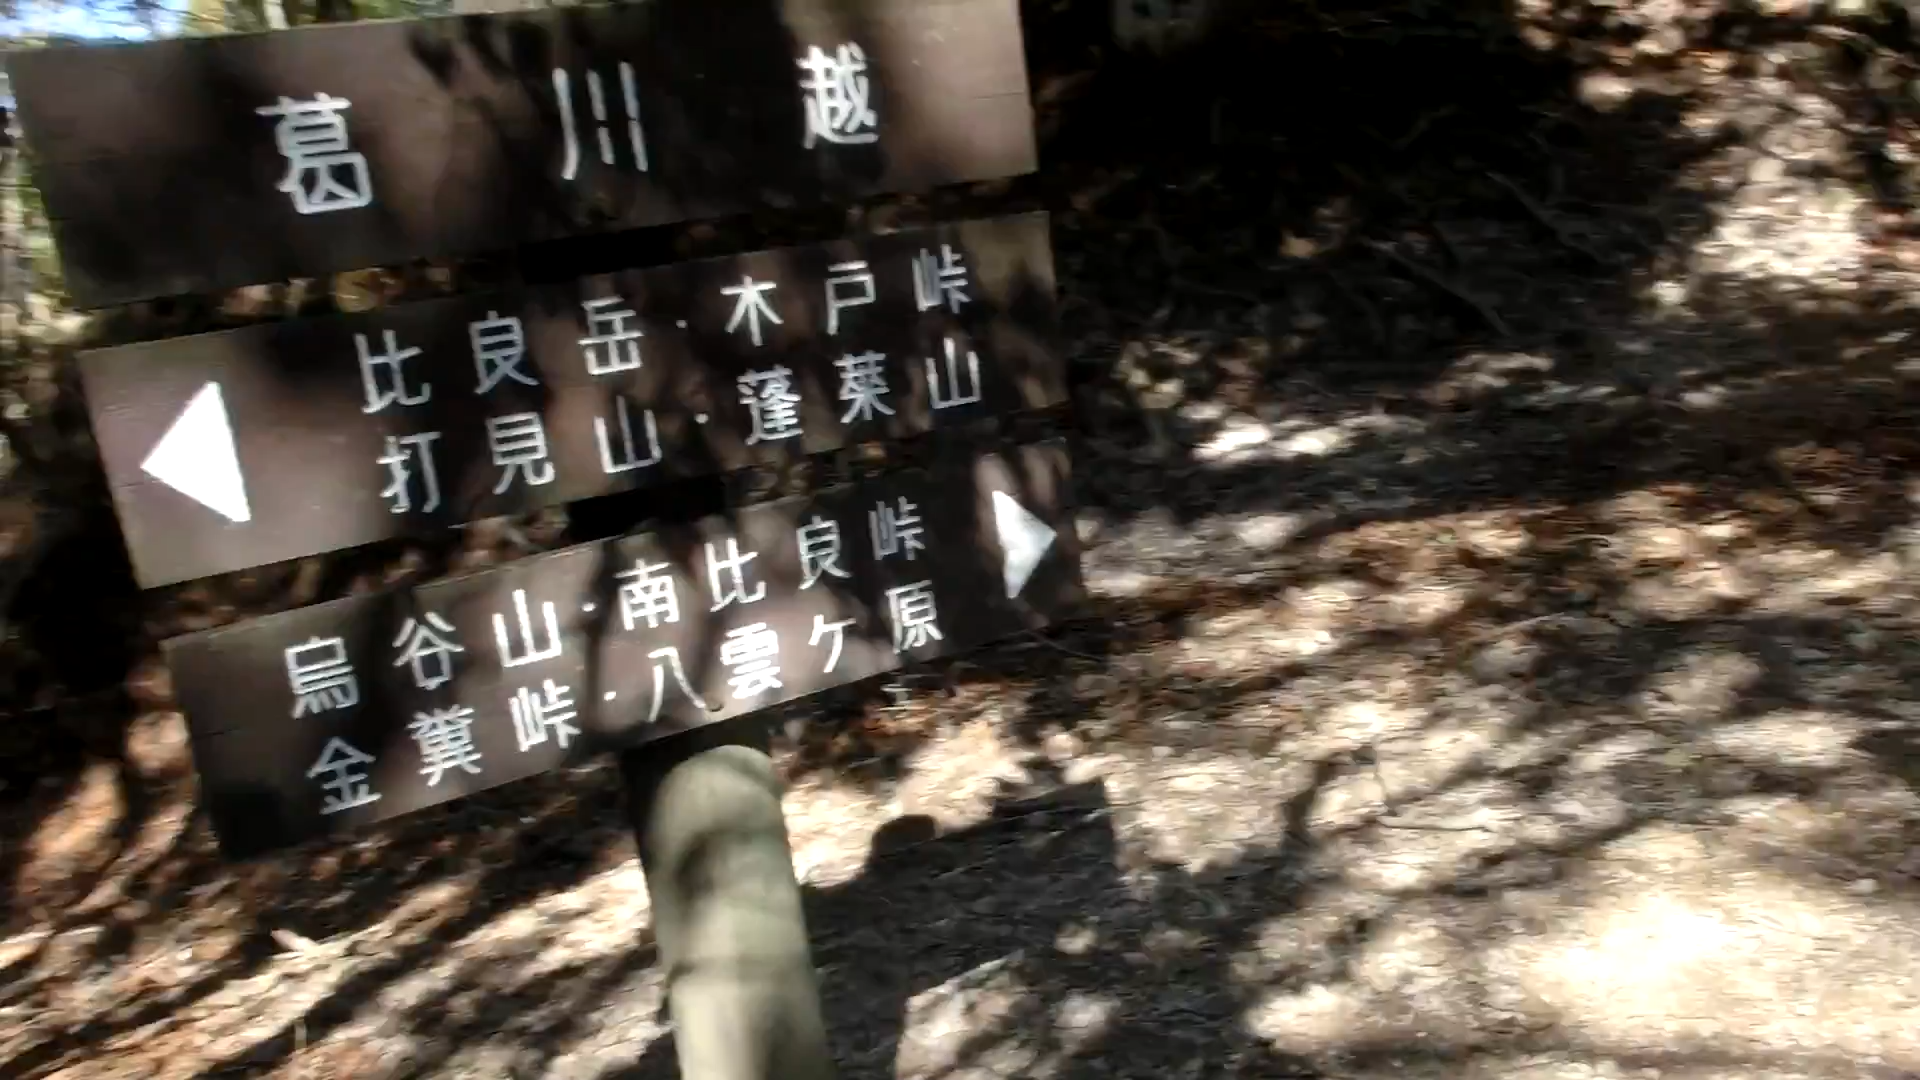 葛川越
比良岳・木戸峠
打見山・蓬莱山
烏谷山・南比良峠
金糞峠・八雲ケ原